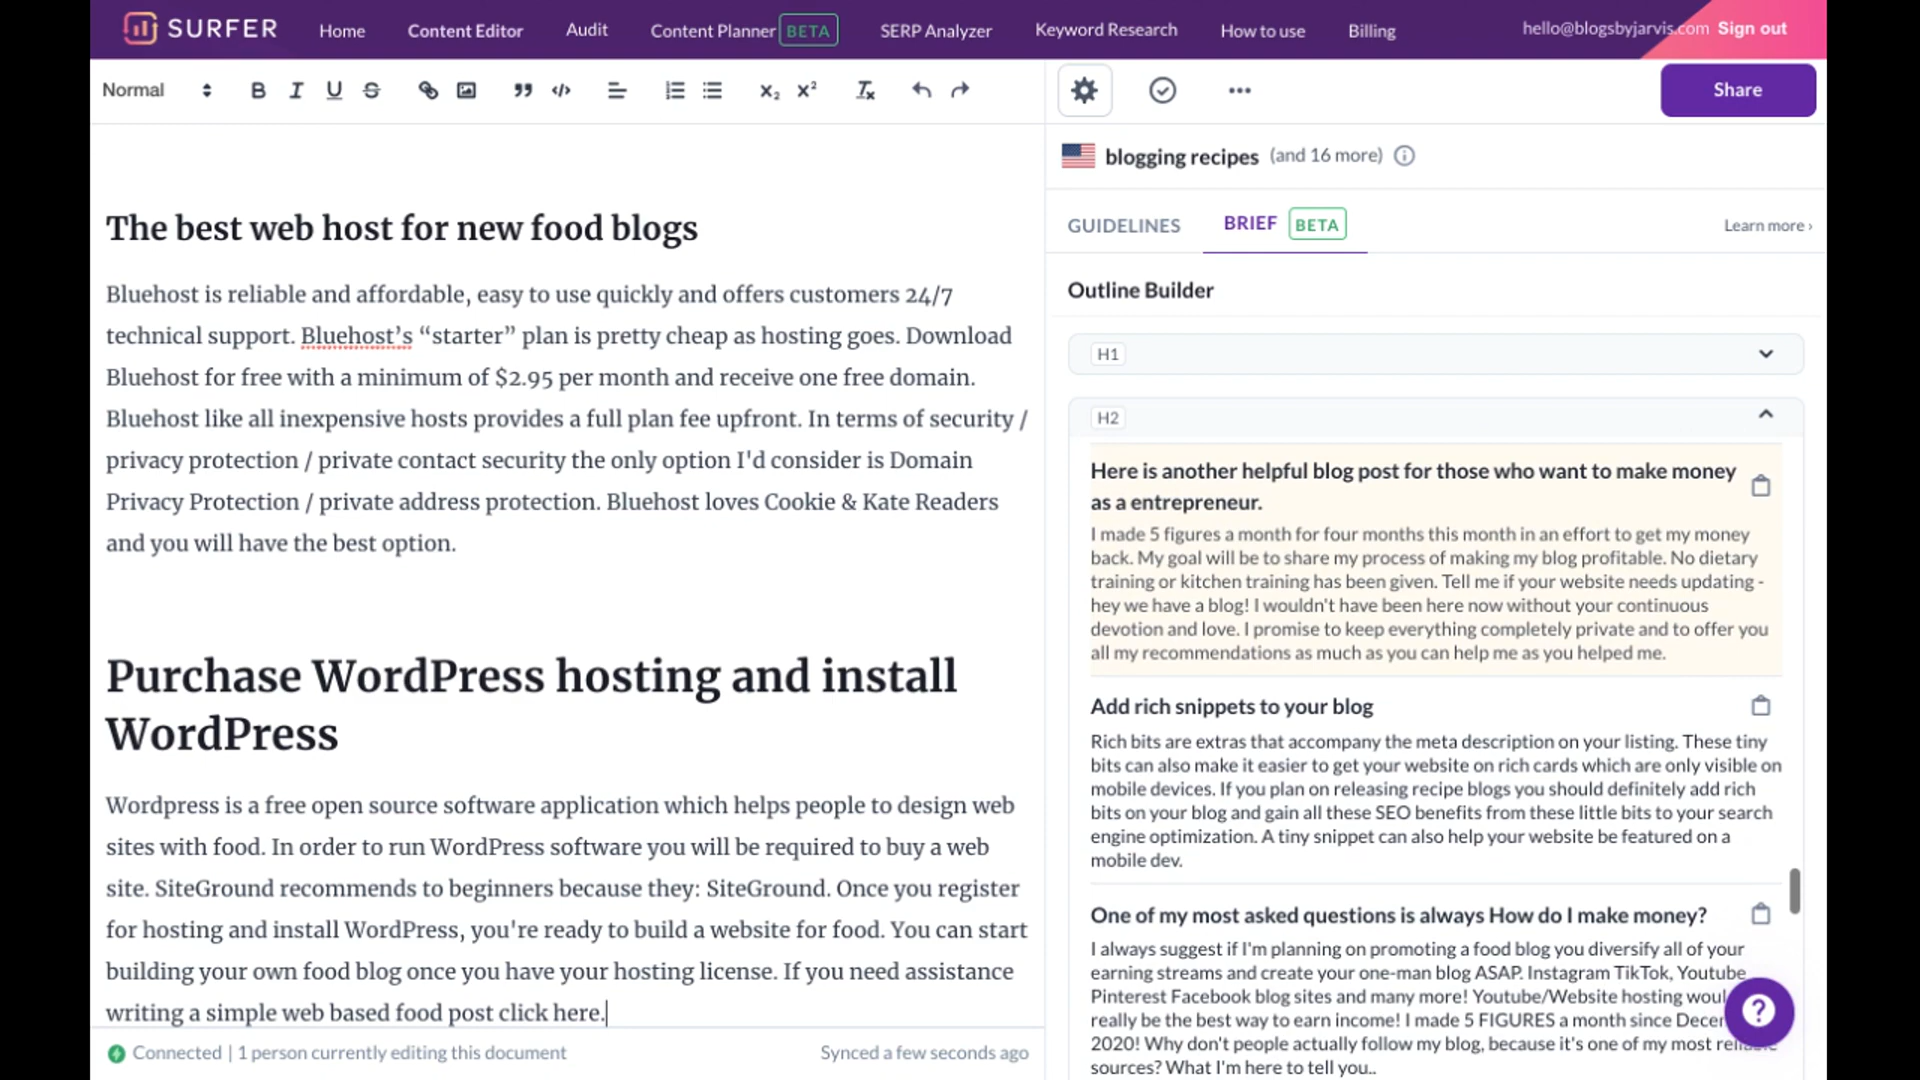 SURFER Home Content Editor Audit Content Planner BETA SERP Analyzer Keyword Research How to use Billing hello@blogsbyjarvis.com Sign out
Normal
Share
blogging recipes (and 16 more)
GUIDELINES BRIEF BETA Learn more ›
Outline Builder
H1
H2
The best web host for new food blogs
Bluehost is reliable and affordable, easy to use quickly and offers customers 24/7
technical support. Bluehost’s “starter” plan is pretty cheap as hosting goes. Download
Bluehost for free with a minimum of $2.95 per month and receive one free domain.
Bluehost like all inexpensive hosts provides a full plan fee upfront. In terms of security /
privacy protection / private contact security the only option I'd consider is Domain
Privacy Protection / private address protection. Bluehost loves Cookie & Kate Readers
and you will have the best option.
Purchase WordPress hosting and install
WordPress
Wordpress is a free open source software application which helps people to design web
sites with food. In order to run WordPress software you will be required to buy a web
site. SiteGround recommends to beginners because they: SiteGround. Once you register
for hosting and install WordPress, you're ready to build a website for food. You can start
building your own food blog once you have your hosting license. If you need assistance
writing a simple web based food post click here.
Connected | 1 person currently editing this document Synced a few seconds ago
Here is another helpful blog post for those who want to make money
as a entrepreneur.
I made 5 figures a month for four months this month in an effort to get my money
back. My goal will be to share my process of making my blog profitable. No dietary
training or kitchen training has been given. Tell me if your website needs updating -
hey we have a blog! I wouldn't have been here now without your continuous
devotion and love. I promise to keep everything completely private and to offer you
all my recommendations as much as you can help me as you helped me.
Add rich snippets to your blog
Rich bits are extras that accompany the meta description on your listing. These tiny
bits can also make it easier to get your website on rich cards which are only visible on
mobile devices. If you plan on releasing recipe blogs you should definitely add rich
bits on your blog and gain all these SEO benefits from these little bits to your search
engine optimization. A tiny snippet can also help your website be featured on a
mobile dev.
One of my most asked questions is always How do I make money?
I always suggest if I'm planning on promoting a food blog you diversify all of your
earning streams and create your one-man blog ASAP. Instagram TikTok, Youtube
Pinterest Facebook blog sites and many more! Youtube/Website hosting
really be the best way to earn income! I made 5 FIGURES a month since
2020! Why don't people actually follow my blog, because it's one of my most
sources? What I'm here to tell you..